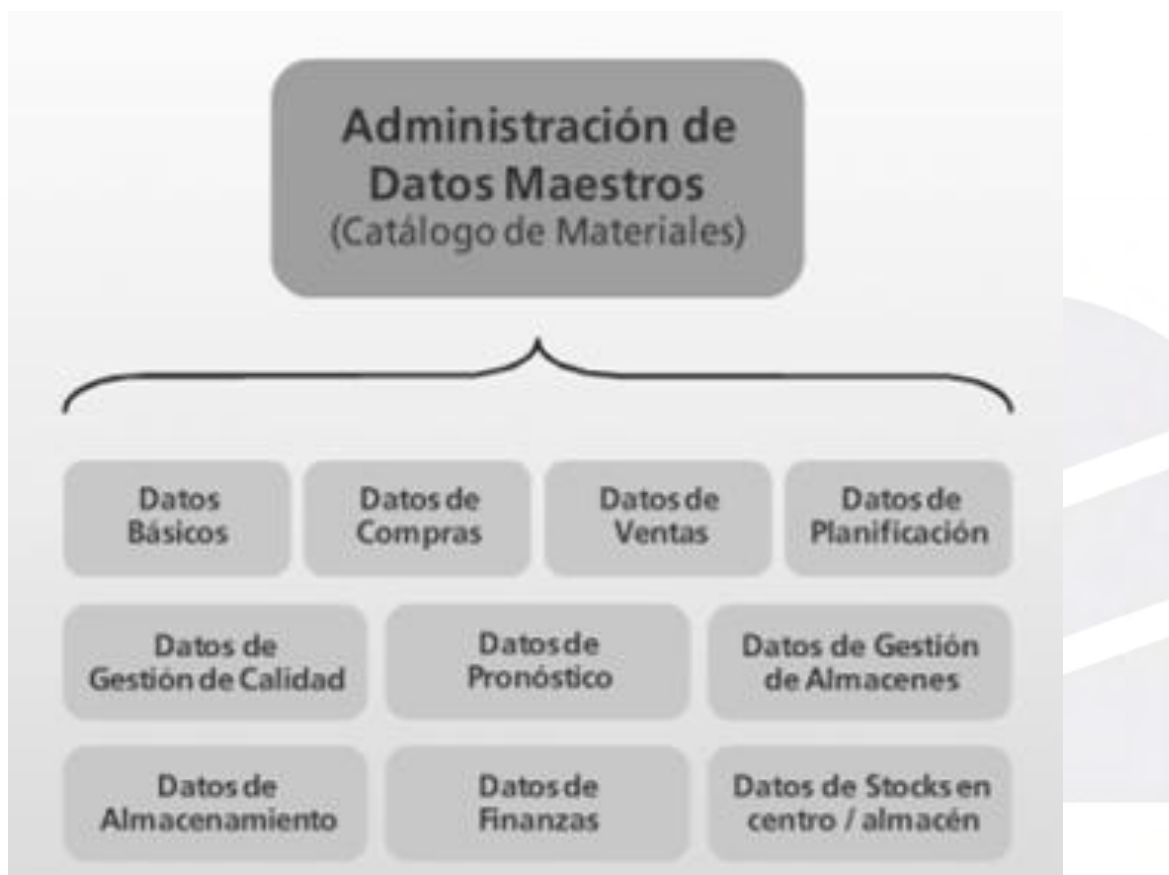 Administración de
Datos Maestros
(Catálogo de Materiales)
Datos
Básicos
Datos de
Compras
Datos de
Ventas
Datos de
Planificación
Datos de
Gestión de Calidad
Datos de
Pronóstico
Datos de Gestión
de Almacenes
Datos de
Almacenamiento
Datos de
Finanzas
Datos de Stocks en
centro / almacén